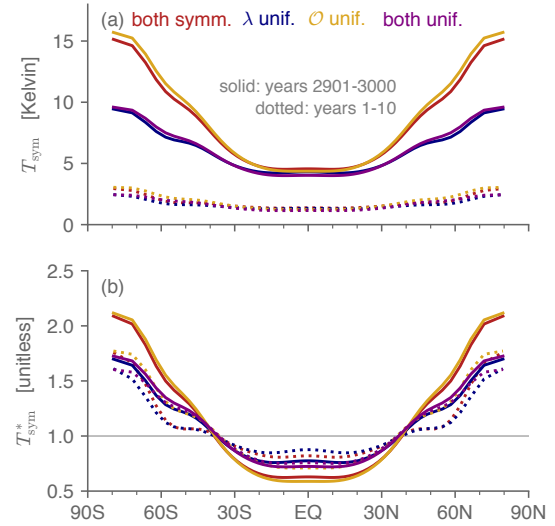 (a) both symm. λ unif. 𝒪 unif. both unif.
solid: years 2901-3000
dotted: years 1-10
15
10
5
0
T_sym [Kelvin]
(b)
2.5
2.0
1.5
1.0
0.5
T'*_sym [unitless]
90S 60S 30S EQ 30N 60N 90N